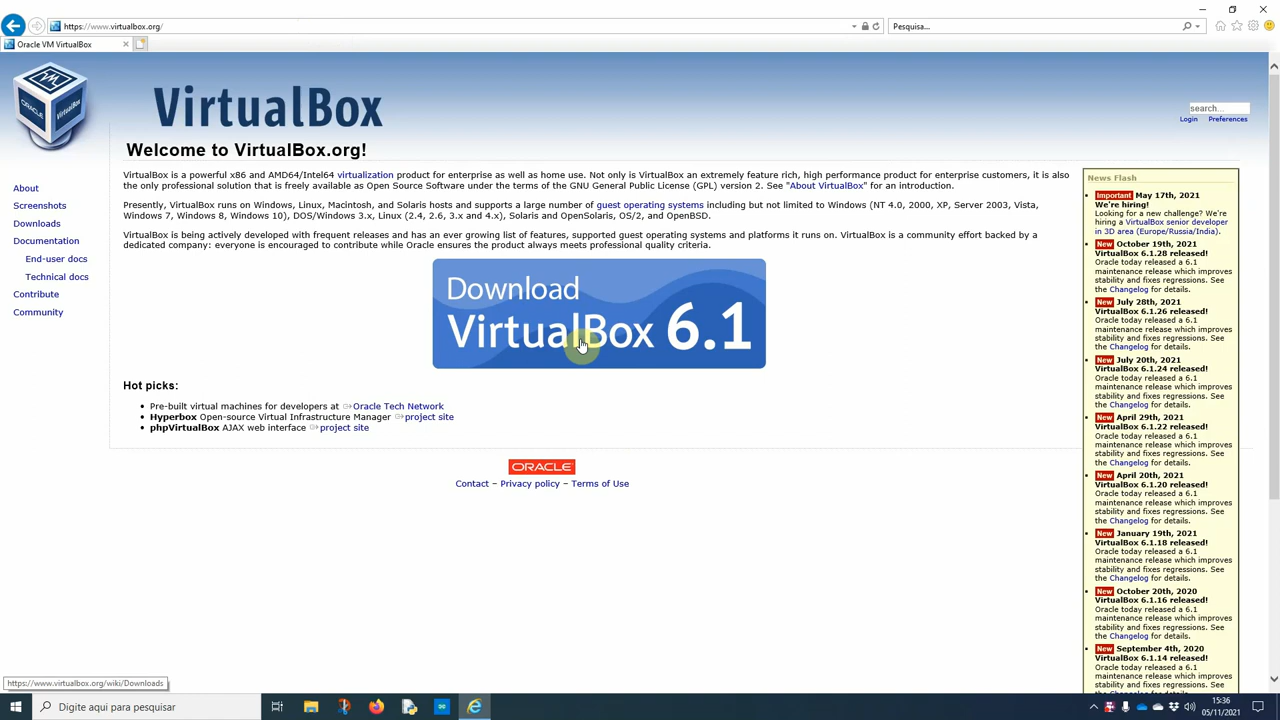 https://www.virtualbox.org/
Pesquisa...
Oracle VM VirtualBox
ORACLE
VirtualBox
VirtualBox
search...
Login Preferences
Welcome to VirtualBox.org!
VirtualBox is a powerful x86 and AMD64/Intel64 virtualization product for enterprise as well as home use. Not only is VirtualBox an extremely feature rich, high performance product for enterprise customers, it is also
the only professional solution that is freely available as Open Source Software under the terms of the GNU General Public License (GPL) version 2. See "About VirtualBox" for an introduction.
Presently, VirtualBox runs on Windows, Linux, Macintosh, and Solaris hosts and supports a large number of guest operating systems including but not limited to Windows (NT 4.0, 2000, XP, Server 2003, Vista,
Windows 7, Windows 8, Windows 10), DOS/Windows 3.x, Linux (2.4, 2.6, 3.x and 4.x), Solaris and OpenSolaris, OS/2, and OpenBSD.
VirtualBox is being actively developed with frequent releases and has an ever growing list of features, supported guest operating systems and platforms it runs on. VirtualBox is a community effort backed by a
dedicated company: everyone is encouraged to contribute while Oracle ensures the product always meets professional quality criteria.
About
Screenshots
Downloads
Documentation
End-user docs
Technical docs
Contribute
Community
Download
VirtualBox 6.1
Hot picks:
Pre-built virtual machines for developers at Oracle Tech Network
Hyperbox Open-source Virtual Infrastructure Manager project site
phpVirtualBox AJAX web interface project site
ORACLE
Contact – Privacy policy – Terms of Use
News Flash
Important May 17th, 2021
We're hiring!
Looking for a new challenge? We're
hiring a VirtualBox senior developer
in 3D area (Europe/Russia/India).
New October 19th, 2021
VirtualBox 6.1.28 released!
Oracle today released a 6.1
maintenance release which improves
stability and fixes regressions. See
the Changelog for details.
New July 28th, 2021
VirtualBox 6.1.26 released!
Oracle today released a 6.1
maintenance release which improves
stability and fixes regressions. See
the Changelog for details.
New July 20th, 2021
VirtualBox 6.1.24 released!
Oracle today released a 6.1
maintenance release which improves
stability and fixes regressions. See
the Changelog for details.
New April 29th, 2021
VirtualBox 6.1.22 released!
Oracle today released a 6.1
maintenance release which improves
stability and fixes regressions. See
the Changelog for details.
New April 20th, 2021
VirtualBox 6.1.20 released!
Oracle today released a 6.1
maintenance release which improves
stability and fixes regressions. See
the Changelog for details.
New January 19th, 2021
VirtualBox 6.1.18 released!
Oracle today released a 6.1
maintenance release which improves
stability and fixes regressions. See
the Changelog for details.
New October 20th, 2020
VirtualBox 6.1.16 released!
Oracle today released a 6.1
maintenance release which improves
stability and fixes regressions. See
the Changelog for details.
New September 4th, 2020
VirtualBox 6.1.14 released!
Oracle today released a 6.1
maintenance release which improves
stability and fixes regressions. See
https://www.virtualbox.org/wiki/Downloads
Digite aqui para pesquisar
15:36
05/11/2021